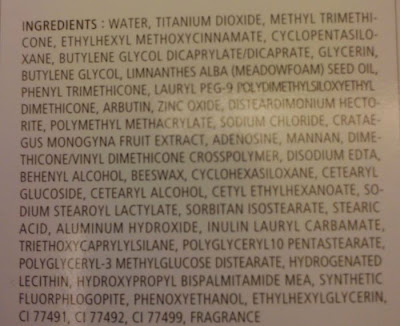 INGREDIENTS : WATER, TITANIUM DIOXIDE, METHYL TRIMETHI-
CONE, ETHYLHEXYL METHOXYCINNAMATE, CYCLOPENTASILO-
XANE, BUTYLENE GLYCOL DICAPRYLATE/DICAPRATE, GLYCERIN,
BUTYLENE GLYCOL, LIMNANTHES ALBA (MEADOWFOAM) SEED OIL,
PHENYL TRIMETHICONE, LAURYL PEG-9 POLYDIMETHYLSILOXYETHYL
DIMETHICONE, ARBUTIN, ZINC OXIDE, DISTEARDIMONIUM HECTO-
RITE, POLYMETHYL METHACRYLATE, SODIUM CHLORIDE, CRATAE-
GUS MONOGYNA FRUIT EXTRACT, ADENOSINE, MANNAN, DIME-
THICONE/VINYL DIMETHICONE CROSSPOLYMER, DISODIUM EDTA,
BEHENYL ALCOHOL, BEESWAX, CYCLOHEXASILOXANE, CETEARYL
GLUCOSIDE, CETEARYL ALCOHOL, CETYL ETHYLHEXANOATE, SO-
DIUM STEAROYL LACTYLATE, SORBITAN ISOSTEARATE, STEARIC
ACID, ALUMINUM HYDROXIDE, INULIN LAURYL CARBAMATE,
TRIETHOXYCAPRYLYLSILANE, POLYGLYCERYL10 PENTASTEARATE,
POLYGLYCERYL-3 METHYLGLUCOSE DISTEARATE, HYDROGENATED
LECITHIN, HYDROXYPROPYL BISPALMITAMIDE MEA, SYNTHETIC
FLUORPHLOGOPITE, PHENOXYETHANOL, ETHYLHEXYLGLYCERIN,
CI 77491, CI 77492, CI 77499, FRAGRANCE